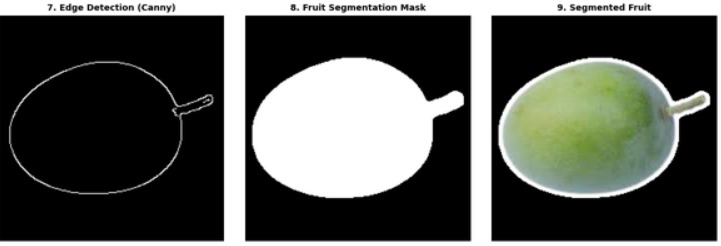 7. Edge Detection (Canny)
8. Fruit Segmentation Mask
9. Segmented Fruit